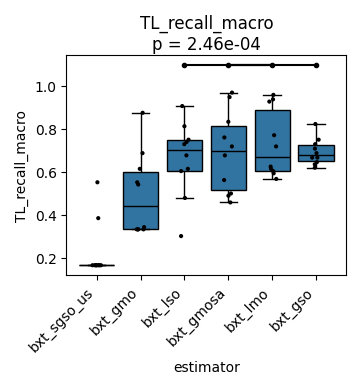 TL_recall_macro
p = 2.46e-04
TL_recall_macro
1.0
0.8
0.6
0.4
0.2
bxt_sgso_us
bxt_gmo
bxt_lso
bxt_gmosa
bxt_lmo
bxt_gso
estimator